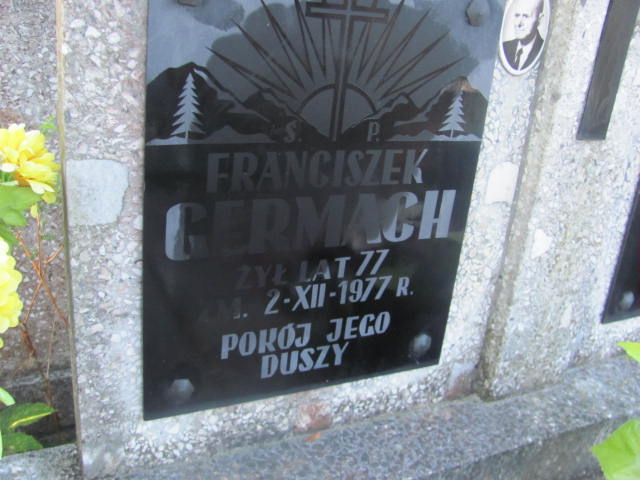 Ś. P.
FRANCISZEK
GERMACH
ŻYŁ LAT 77
ZM. 2-XII-1977 R.
POKÓJ JEGO
DUSZY